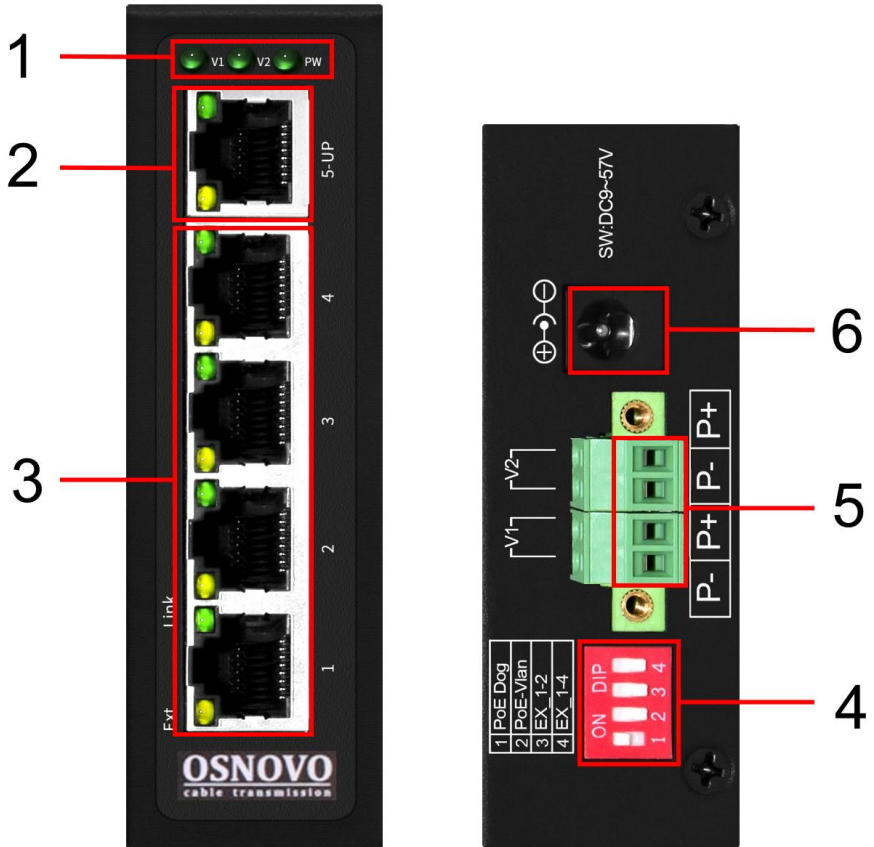 1
V1 V2 PW
2
5-UP
4
3
3
2
Link
1
Ext
OSNOVO
cable transmission
SW:DC9~57V
6
V2
V1
P+
P-
P+
P-
5
1 PoE Dog
2 PoE-Vlan
3 EX_1-2
4 EX_1-4
ON DIP
1 2 3 4
4